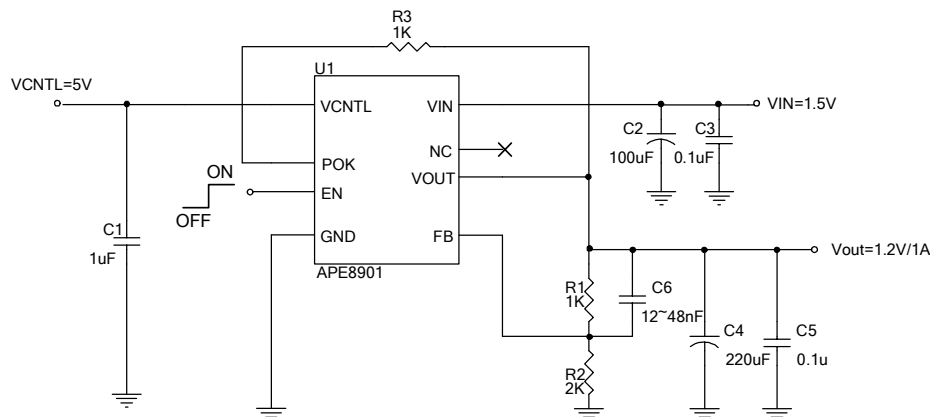 R3
1K
U1
VCNTL=5V
VCNTL
VIN
VIN=1.5V
C2
C3
100uF
0.1uF
NC
POK
ON
VOUT
EN
OFF
C1
1uF
GND
FB
APE8901
Vout=1.2V/1A
R1
1K
C6
12~48nF
C4
220uF
C5
0.1u
R2
2K